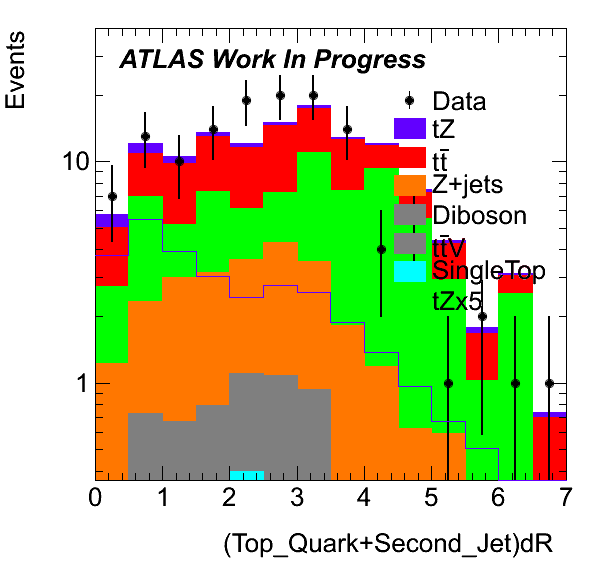 Events
ATLAS Work In Progress
Data
tZ
tt̄
Z+jets
Diboson
tt̄V
SingleTop
tZx5
10
1
0 1 2 3 4 5 6 7
(Top_Quark+Second_Jet)dR